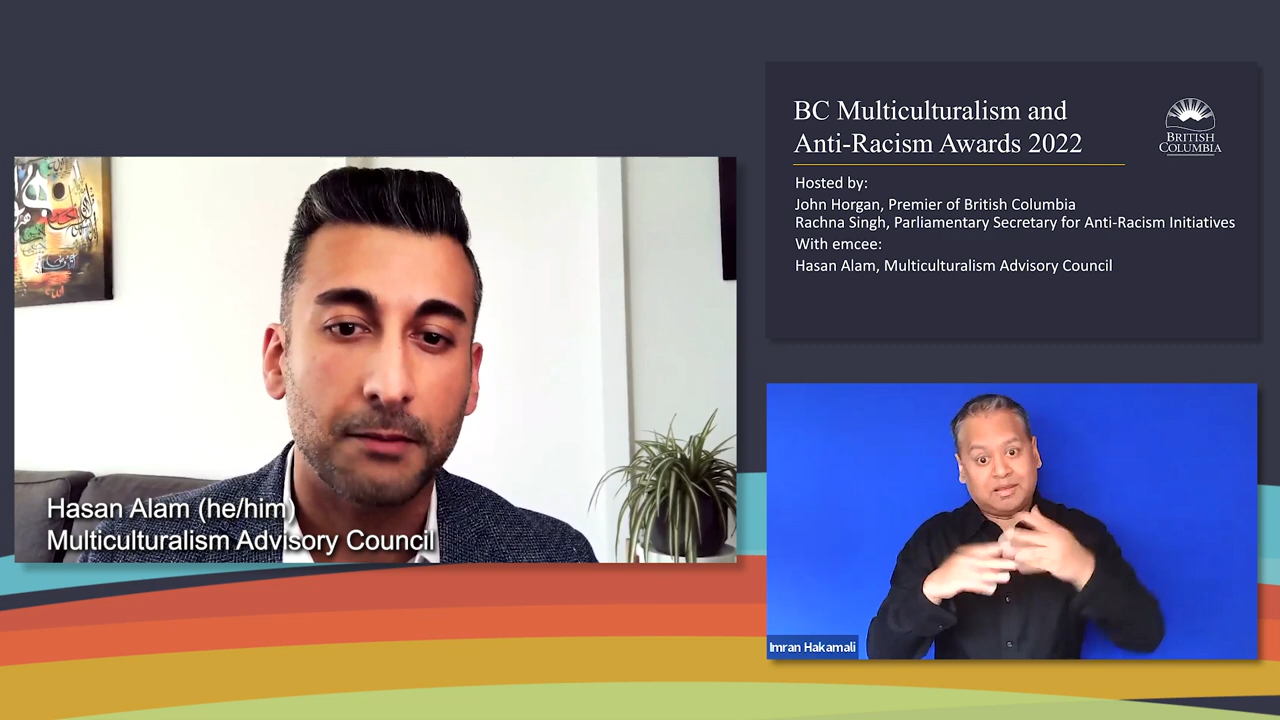 BC Multiculturalism and
Anti-Racism Awards 2022
BRITISH
COLUMBIA
Hosted by:
John Horgan, Premier of British Columbia
Rachna Singh, Parliamentary Secretary for Anti-Racism Initiatives
With emcee:
Hasan Alam, Multiculturalism Advisory Council
Hasan Alam (he/him)
Multiculturalism Advisory Council
Imran Hakamali